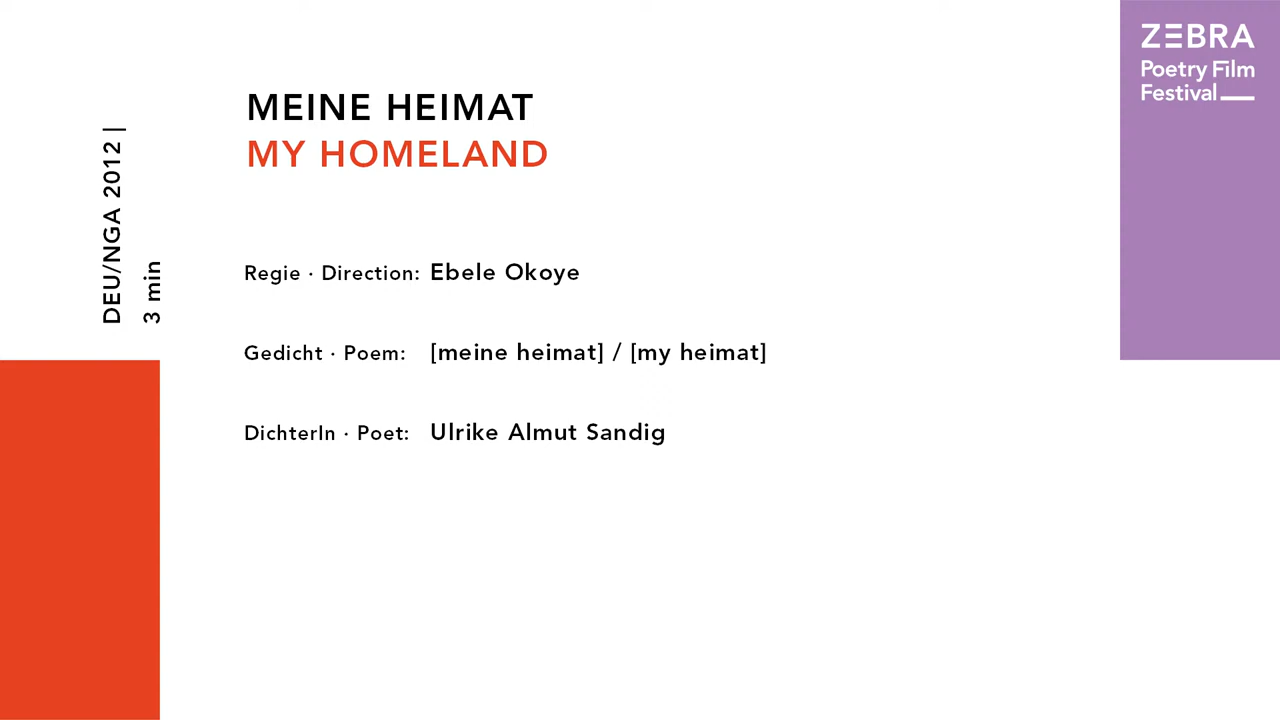 ZEBRA
Poetry Film
Festival
MEINE HEIMAT
MY HOMELAND
DEU/NGA 2012 |
3 min
Regie · Direction: Ebele Okoye
Gedicht · Poem: [meine heimat] / [my heimat]
DichterIn · Poet: Ulrike Almut Sandig